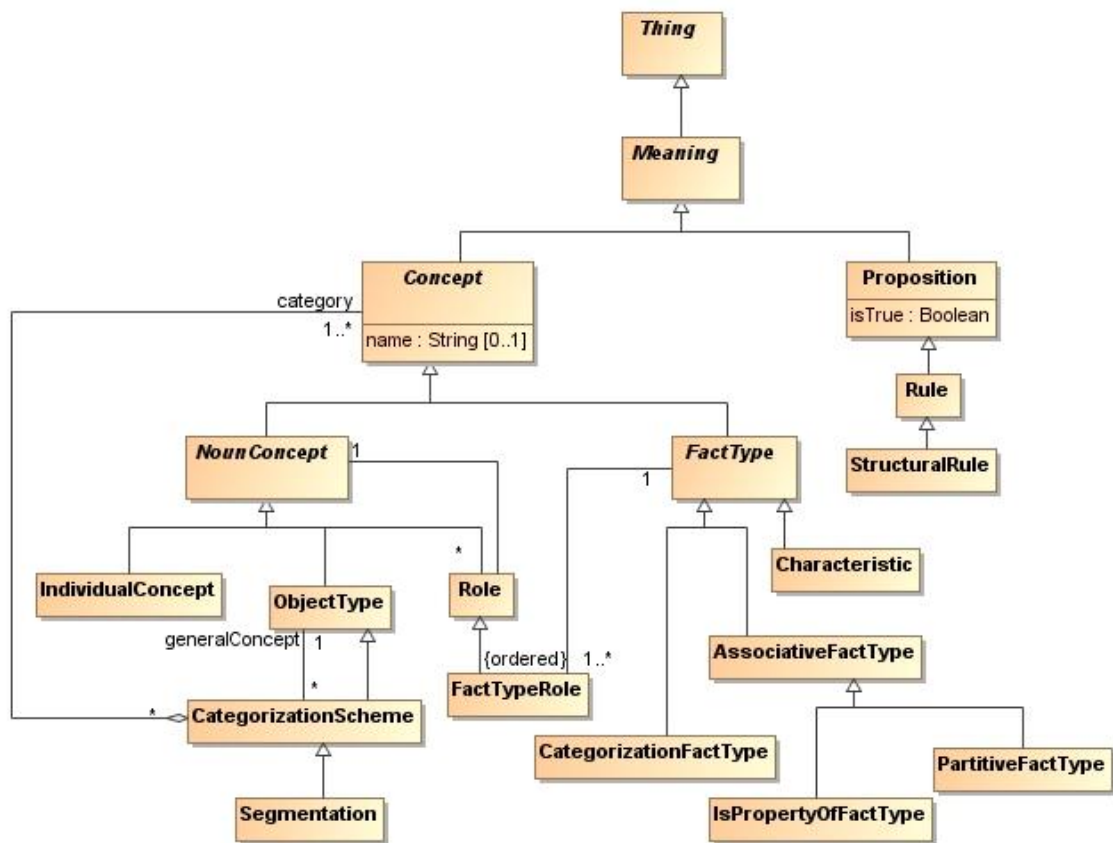 Thing
Meaning
Concept
name : String [0..1]
Proposition
isTrue : Boolean
category
1..*
Rule
NounConcept
1
FactType
1
StructuralRule
*
Characteristic
IndividualConcept
ObjectType
Role
generalConcept
1
AssociativeFactType
{ordered}
1..*
FactTypeRole
*
*
CategorizationScheme
CategorizationFactType
PartitiveFactType
Segmentation
IsPropertyOfFactType